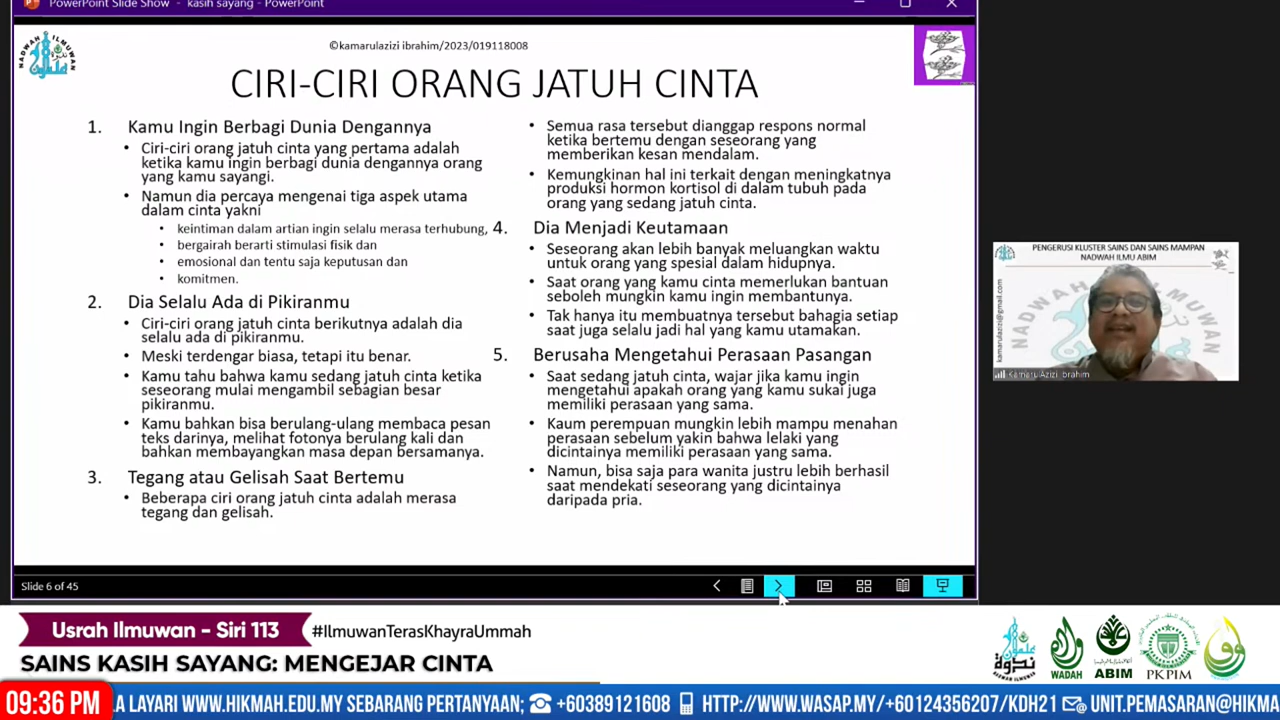 PowerPoint Slide Show - kasih sayang - PowerPoint
©kamarulazizi ibrahim/2023/019118008
NADWAH ILMUWAN
CIRI-CIRI ORANG JATUH CINTA
1. Kamu Ingin Berbagi Dunia Dengannya
• Ciri-ciri orang jatuh cinta yang pertama adalah
ketika kamu ingin berbagi dunia dengannya orang
yang kamu sayangi.
• Namun dia percaya mengenai tiga aspek utama
dalam cinta yakni
• keintiman dalam artian ingin selalu merasa terhubung,
• bergairah berarti stimulasi fisik dan
• emosional dan tentu saja keputusan dan
• komitmen.
2. Dia Selalu Ada di Pikiranmu
• Ciri-ciri orang jatuh cinta berikutnya adalah dia
selalu ada di pikiranmu.
• Meski terdengar biasa, tetapi itu benar.
• Kamu tahu bahwa kamu sedang jatuh cinta ketika
seseorang mulai mengambil sebagian besar
pikiranmu.
• Kamu bahkan bisa berulang-ulang membaca pesan
teks darinya, melihat fotonya berulang kali dan
bahkan membayangkan masa depan bersamanya.
3. Tegang atau Gelisah Saat Bertemu
• Beberapa ciri orang jatuh cinta adalah merasa
tegang dan gelisah.
• Semua rasa tersebut dianggap respons normal
ketika bertemu dengan seseorang yang
memberikan kesan mendalam.
• Kemungkinan hal ini terkait dengan meningkatnya
produksi hormon kortisol di dalam tubuh pada
orang yang sedang jatuh cinta.
4. Dia Menjadi Keutamaan
• Seseorang akan lebih banyak meluangkan waktu
untuk orang yang spesial dalam hidupnya.
• Saat orang yang kamu cinta memerlukan bantuan
seboleh mungkin kamu ingin membantunya.
• Tak hanya itu membuatnya tersebut bahagia setiap
saat juga selalu jadi hal yang kamu utamakan.
5. Berusaha Mengetahui Perasaan Pasangan
• Saat sedang jatuh cinta, wajar jika kamu ingin
mengetahui apakah orang yang kamu sukai juga
memiliki perasaan yang sama.
• Kaum perempuan mungkin lebih mampu menahan
perasaan sebelum yakin bahwa lelaki yang
dicintainya memiliki perasaan yang sama.
• Namun, bisa saja para wanita justru lebih berhasil
saat mendekati seseorang yang dicintainya
daripada pria.
Slide 6 of 45
PENGERUSI KLUSTER SAINS DAN SAINS MAMPAN
NADWAH ILMU ABIM
kamarulazizi@gmail.com
KamarulAzizi Ibrahim
Usrah Ilmuwan - Siri 113
#IlmuwanTerasKhayraUmmah
SAINS KASIH SAYANG: MENGEJAR CINTA
WADAH
ABIM
PKPIM
09:36 PM
LA LAYARI WWW.HIKMAH.EDU.MY SEBARANG PERTANYAAN; ☎ +60389121608 HTTP://WWW.WASAP.MY/+60124356207/KDH21 UNIT.PEMASARAN@HIKMA